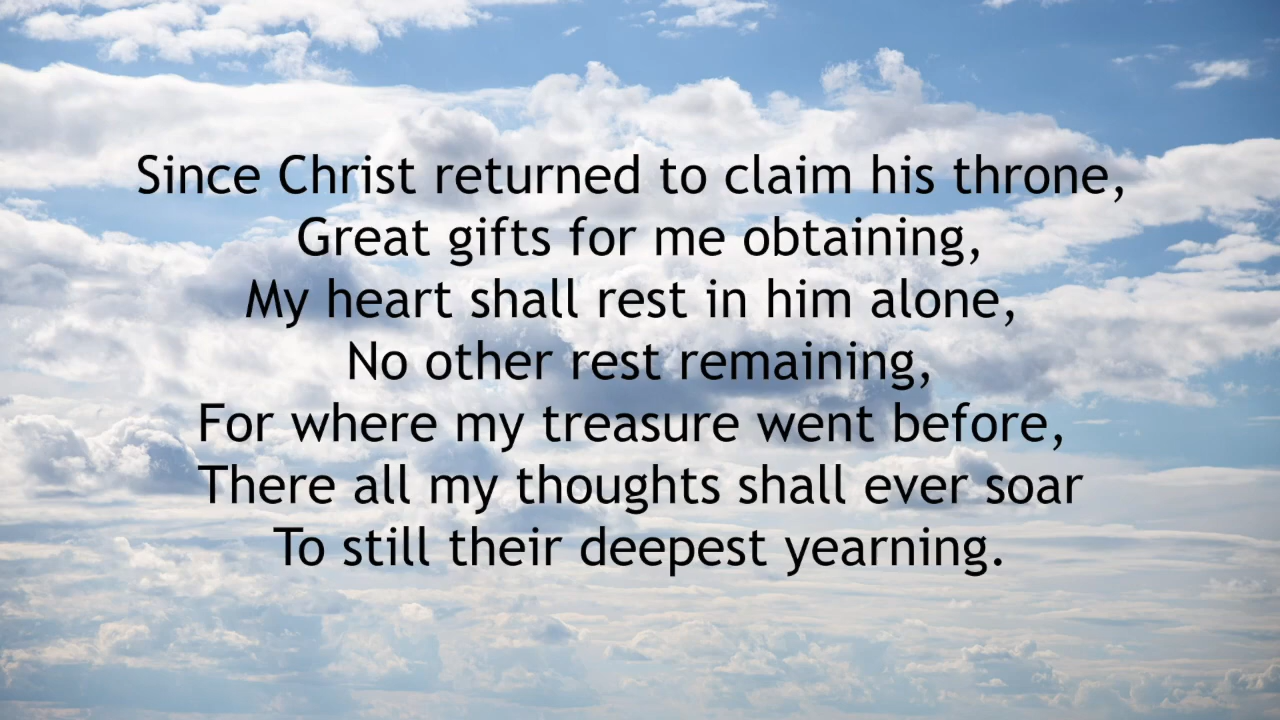 Since Christ returned to claim his throne,
Great gifts for me obtaining,
My heart shall rest in him alone,
No other rest remaining,
For where my treasure went before,
There all my thoughts shall ever soar
To still their deepest yearning.